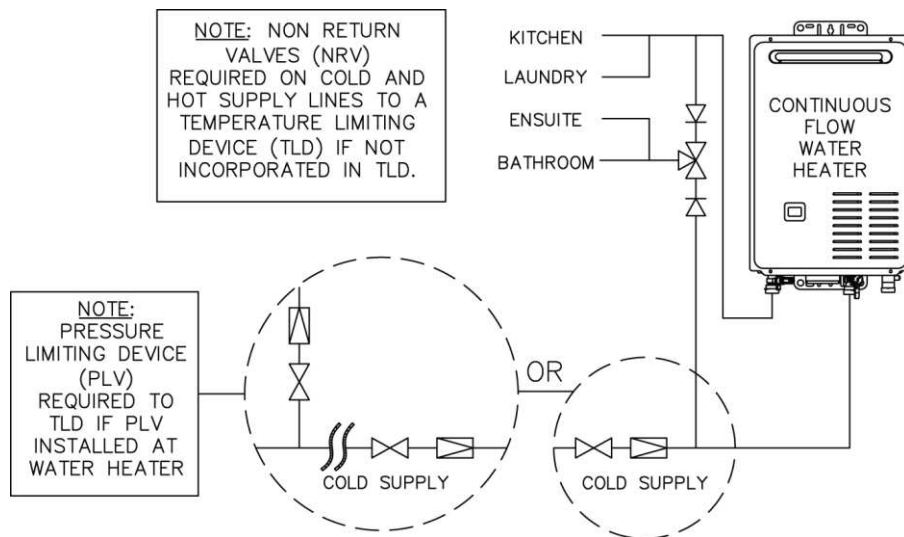 NOTE: NON RETURN
VALVES (NRV)
REQUIRED ON COLD AND
HOT SUPPLY LINES TO A
TEMPERATURE LIMITING
DEVICE (TLD) IF NOT
INCORPORATED IN TLD.
KITCHEN
LAUNDRY
ENSUITE
BATHROOM
CONTINUOUS
FLOW
WATER
HEATER
NOTE:
PRESSURE
LIMITING DEVICE
(PLV)
REQUIRED TO
TLD IF PLV
INSTALLED AT
WATER HEATER
OR
COLD SUPPLY
COLD SUPPLY